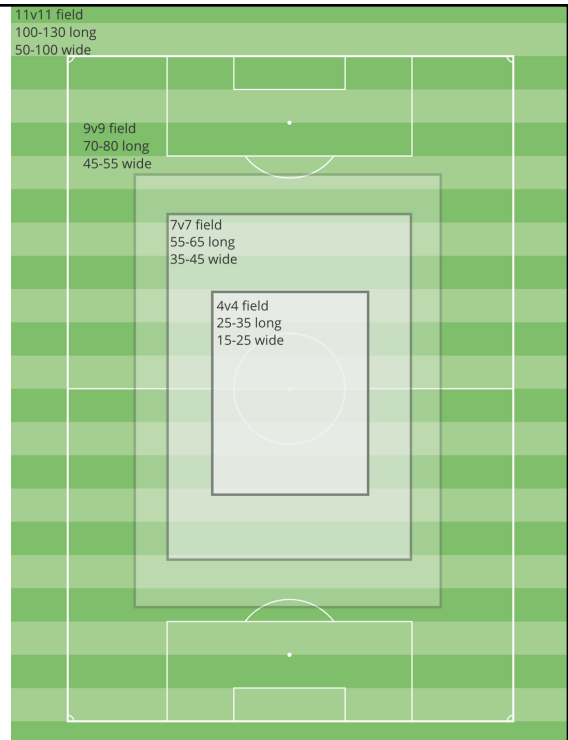 11v11 field
100-130 long
50-100 wide
9v9 field
70-80 long
45-55 wide
7v7 field
55-65 long
35-45 wide
4v4 field
25-35 long
15-25 wide